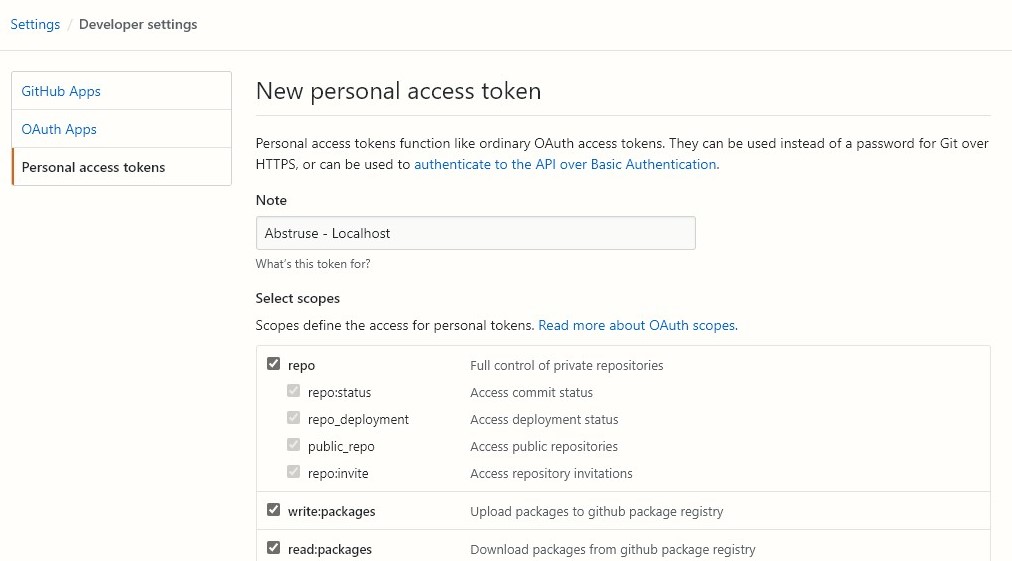 Settings / Developer settings
GitHub Apps
OAuth Apps
Personal access tokens
New personal access token
Personal access tokens function like ordinary OAuth access tokens. They can be used instead of a password for Git over
HTTPS, or can be used to authenticate to the API over Basic Authentication.
Note
Abstruse - Localhost
What's this token for?
Select scopes
Scopes define the access for personal tokens. Read more about OAuth scopes.
repo Full control of private repositories
repo:status Access commit status
repo_deployment Access deployment status
public_repo Access public repositories
repo:invite Access repository invitations
write:packages Upload packages to github package registry
read:packages Download packages from github package registry